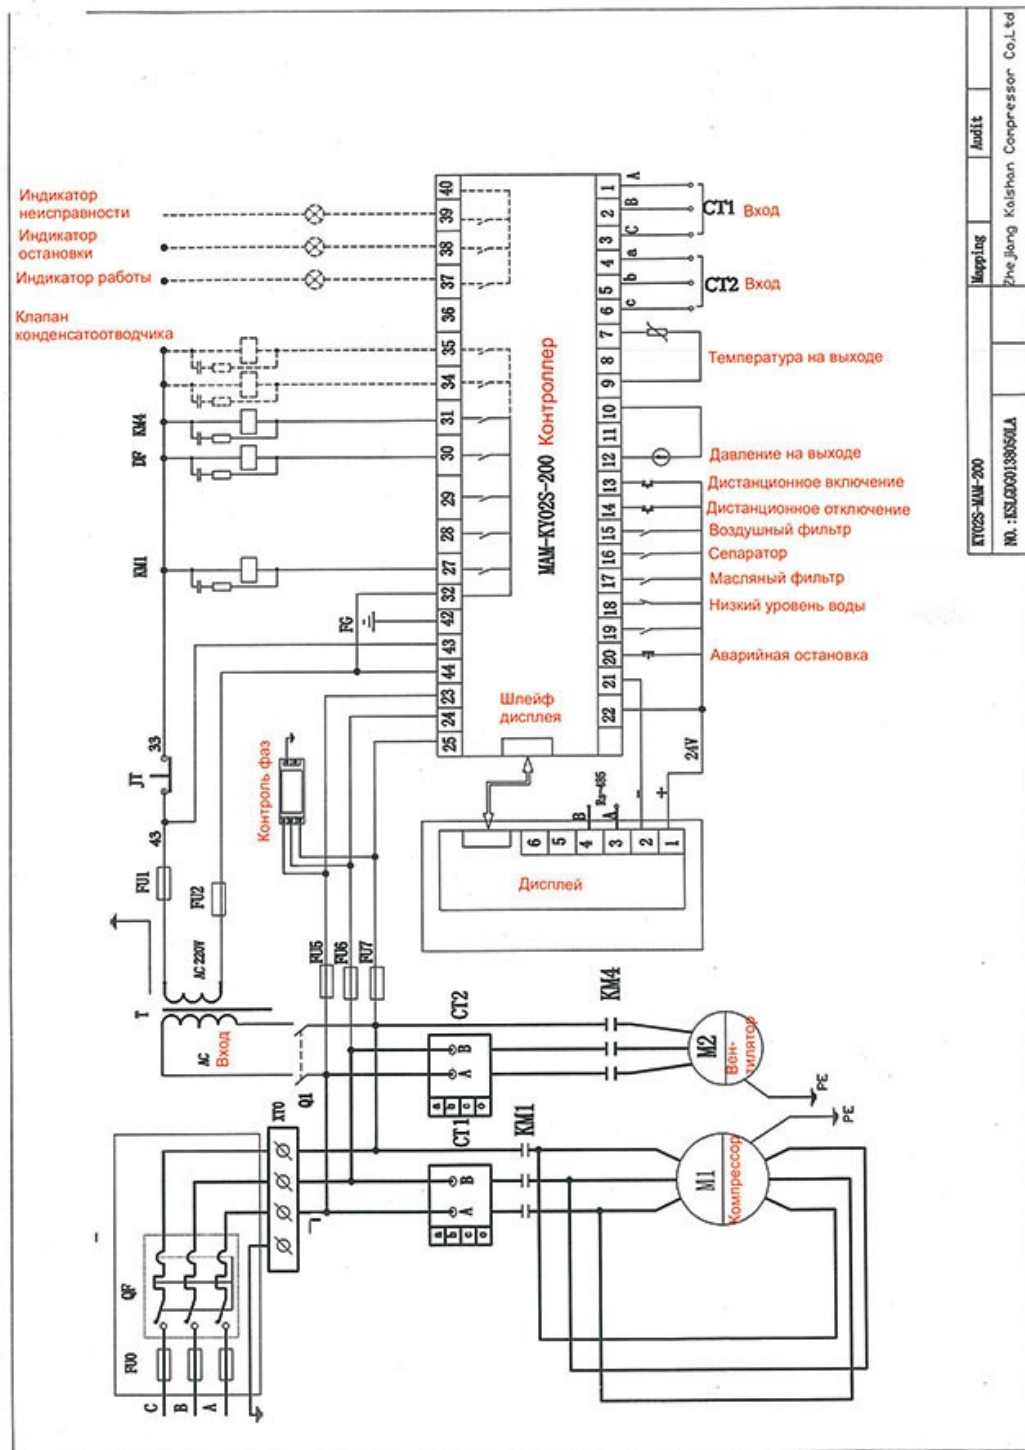 Индикатор
неисправности
Индикатор
остановки
Индикатор работы
Клапан
конденсатоотводчика
KM4
DF
KM1
40
39
38
37
36
35
34
31
30
29
28
27
32
42
43
44
23
24
25
MAM-KY02S-200 Контроллер
Шлейф
дисплея
1
2
3
4
5
6
7
8
9
10
11
12
13
14
15
16
17
18
19
20
21
22
A
B
C
a
b
c
CT1 Вход
CT2 Вход
Температура на выходе
Давление на выходе
Дистанционное включение
Дистанционное отключение
Воздушный фильтр
Сепаратор
Масляный фильтр
Низкий уровень воды
Аварийная остановка
FG
33
JT
43
FU1
FU2
Контроль фаз
24V
Rs-485
B
A
-
+
6
5
4
3
2
1
Дисплей
T
AC 220V
AC
Вход
Q1
FU5
FU6
FU7
CT2
B
A
a
b
c
o
KM4
M2
Вен-
тилятор
PE
XT0
CT1
B
A
a
b
c
o
KM1
M1
Компрессор
PE
QF
FU0
C
B
A
Mapping
Audit
KY02S-MAM-200
Zhejiang Kaishan Compressor Co,Ltd